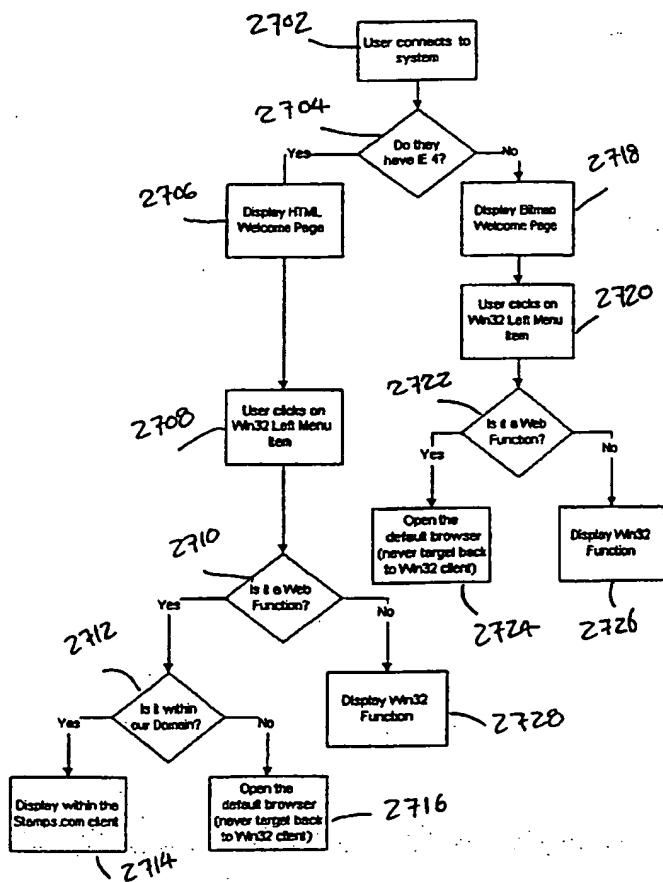 2702
User connects to
system
2704
Do they
have IE 4?
Yes
No
2706
2718
Display HTML
Welcome Page
Display Bitmap
Welcome Page
2720
User clicks on
Win32 Left Menu
Item
2722
2708
User clicks on
Win32 Left Menu
Item
Is it a Web
Function?
Yes
No
Open the
default browser
(never target back
to Win32 client)
Display Win32
Function
2710
Is it a Web
Function?
2724
2726
Yes
No
2712
Is it within
our Domain?
Display Win32
Function
2728
Yes
No
Display within the
Stamps.com client
Open the
default browser
(never target back
to Win32 client)
2716
2714